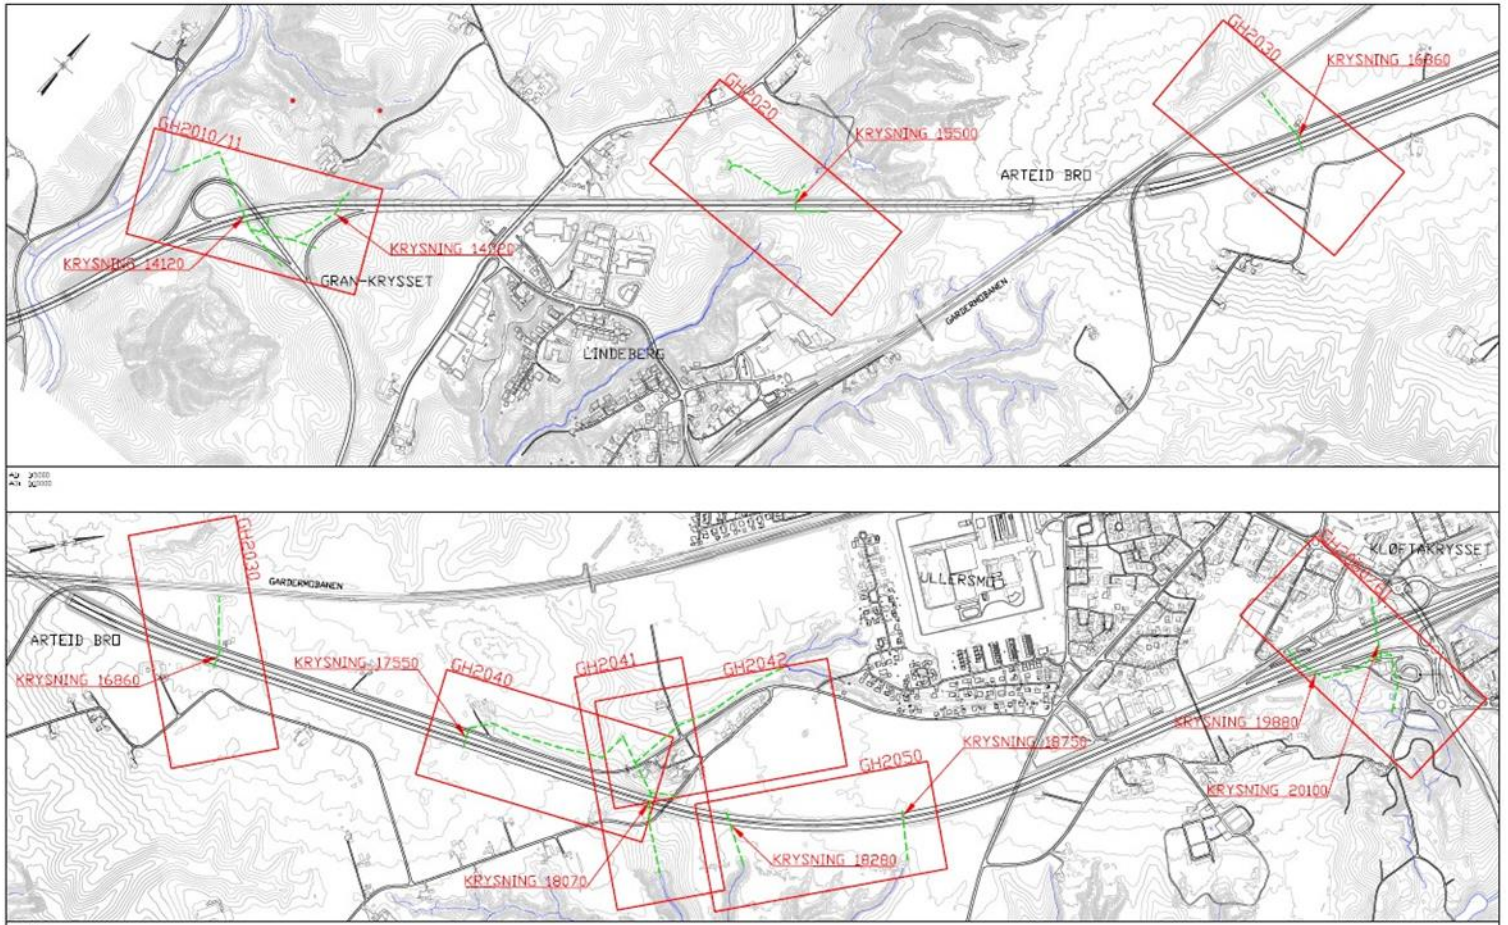 GH2030
KRYSNING 16860
GH2020
GH2010/11
KRYSNING 15500
ARTEID BRO
KRYSNING 14120
GRAN-KRYSSET
GARDERMOBANEN
LINDEBERG
GH2030
KLØFTAKRYSSET
GARDERMOBANEN
ULLERSMO
ARTEID BRO
KRYSNING 17550
GH2041
GH2042
GH2040
KRYSNING 16860
KRYSNING 19880
KRYSNING 18750
GH2050
KRYSNING 20100
KRYSNING 18280
KRYSNING 18070